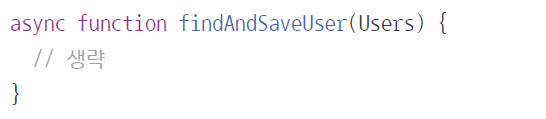 async function findAndSaveUser(Users) {
// 생략
}